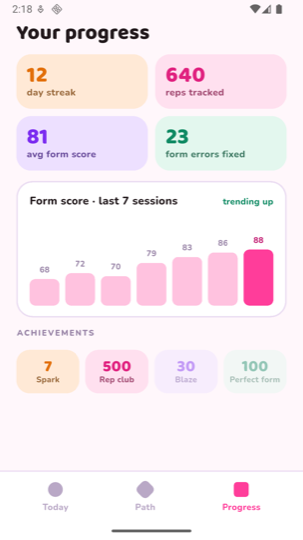 2:18
Your progress
12
day streak
640
reps tracked
81
avg form score
23
form errors fixed
Form score · last 7 sessions
trending up
68
72
70
79
83
86
88
ACHIEVEMENTS
7
Spark
500
Rep club
30
Blaze
100
Perfect form
Today
Path
Progress